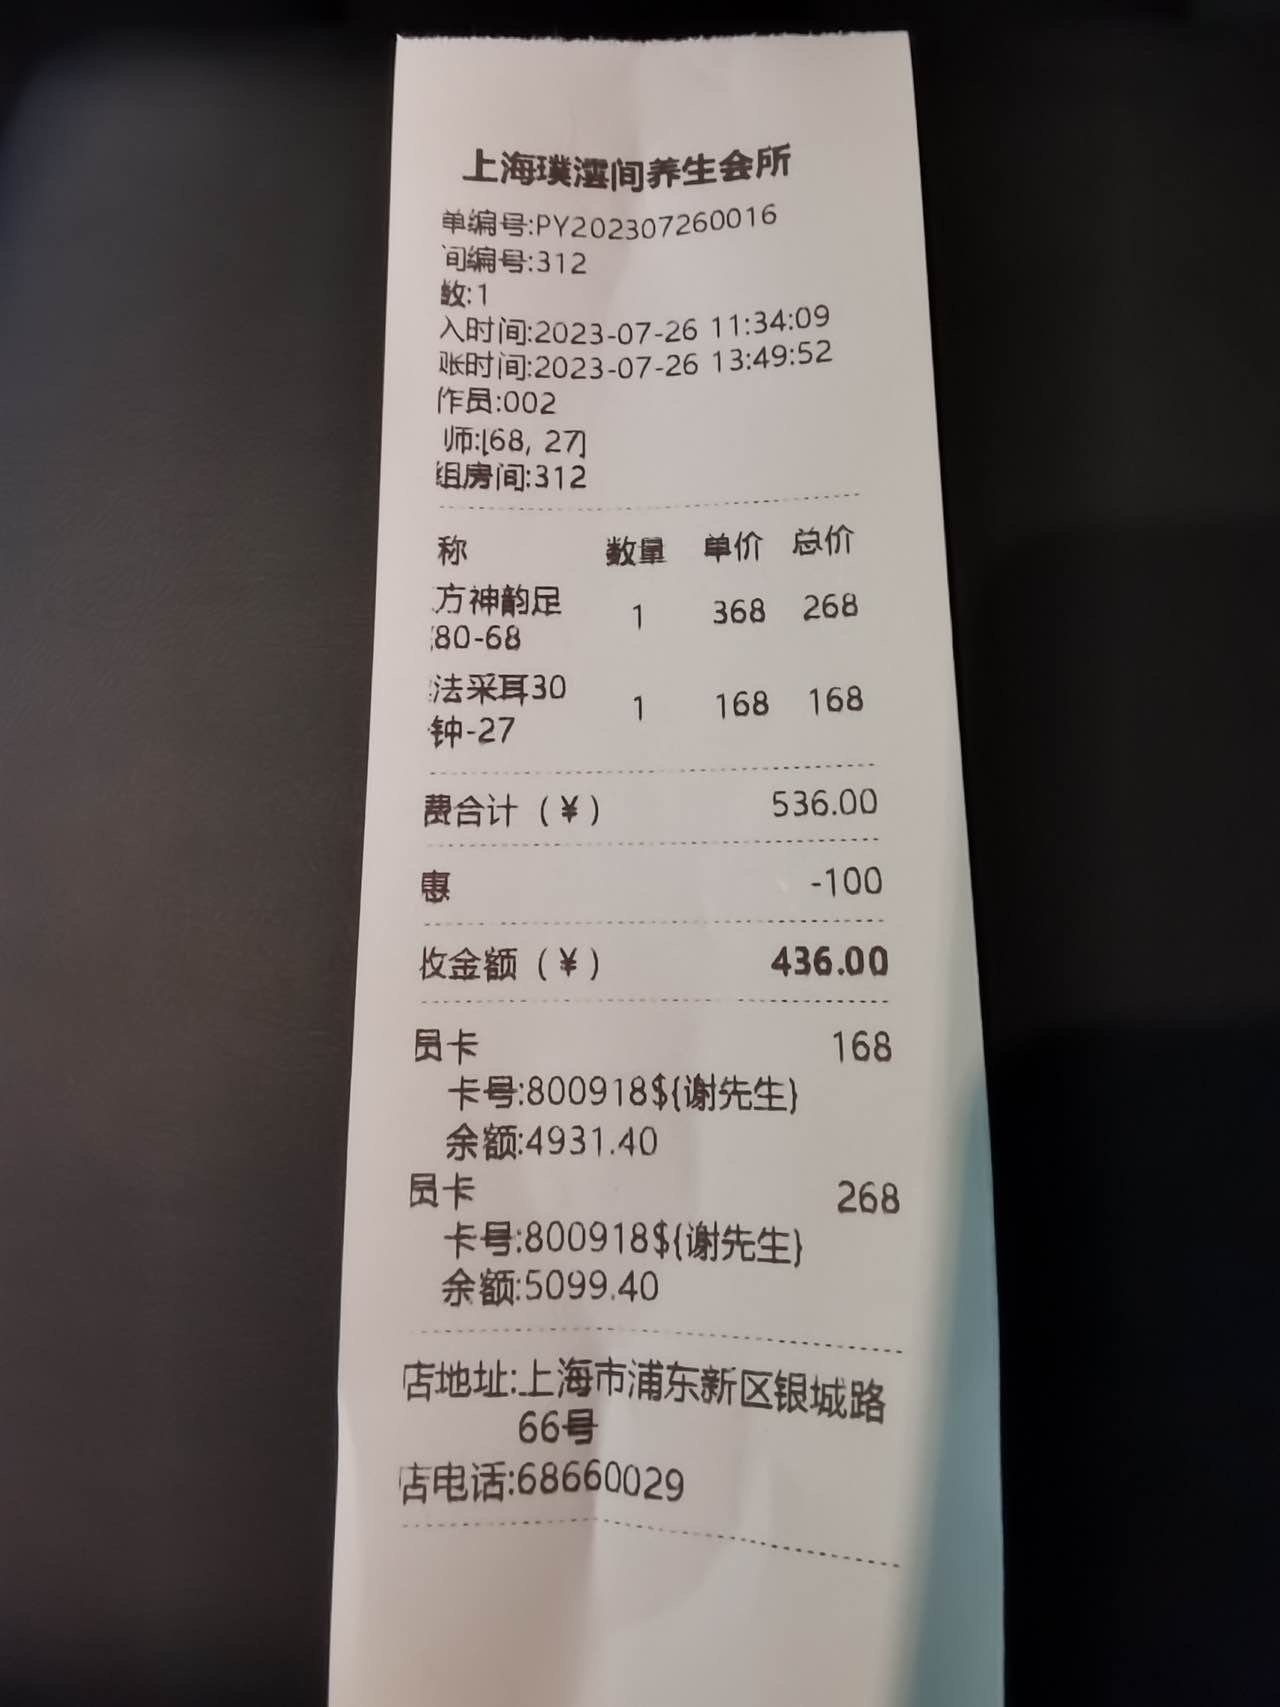 上海璞澐间养生会所
单编号:PY202307260016
间编号:312
数:1
入时间:2023-07-26 11:34:09
账时间:2023-07-26 13:49:52
作员:002
师:[68, 27]
组房间:312
称 数量 单价 总价
方神韵足 1 368 268
80-68
法采耳30 1 168 168
钟-27
费合计（¥） 536.00
惠 -100
收金额（¥） 436.00
员卡 168
卡号:800918${谢先生}
余额:4931.40
员卡 268
卡号:800918${谢先生}
余额:5099.40
店地址:上海市浦东新区银城路
66号
店电话:68660029